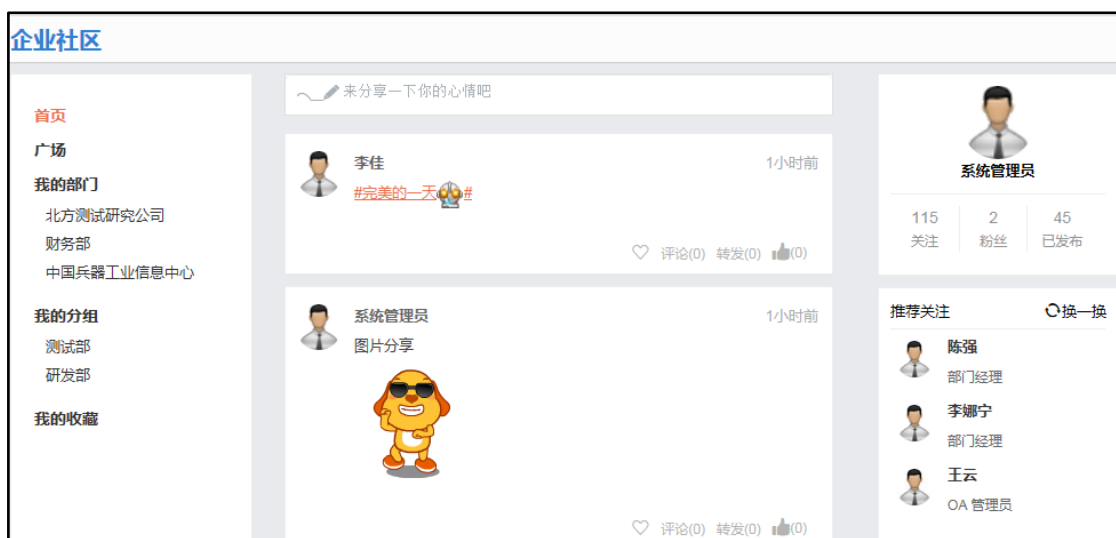 企业社区
首页
广场
我的部门
北方测试研究公司
财务部
中国兵器工业信息中心
我的分组
测试部
研发部
我的收藏
来分享一下你的心情吧
李佳
1小时前
#完美的一天#
评论(0) 转发(0) (0)
系统管理员
1小时前
图片分享
评论(0) 转发(0) (0)
系统管理员
115 2 45
关注 粉丝 已发布
推荐关注 换一换
陈强
部门经理
李娜宁
部门经理
王云
OA 管理员